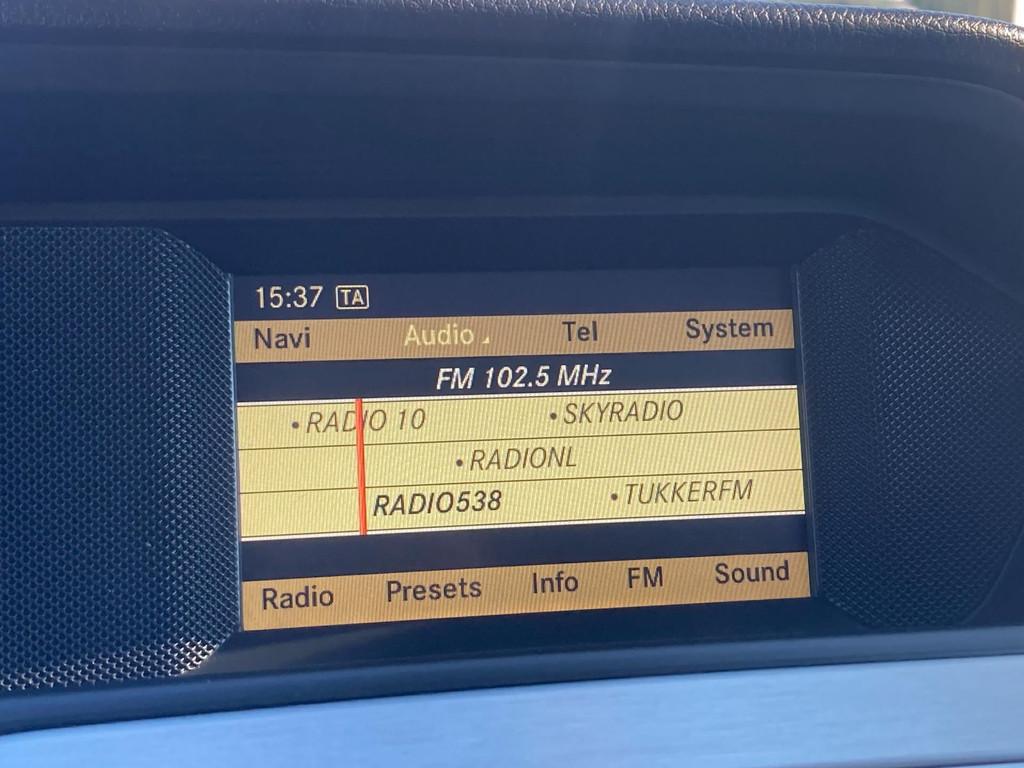 15:37 TA
Navi Audio Tel System
FM 102.5 MHz
• RADIO 10 • SKYRADIO
• RADIONL
RADIO538 • TUKKERFM
Radio Presets Info FM Sound